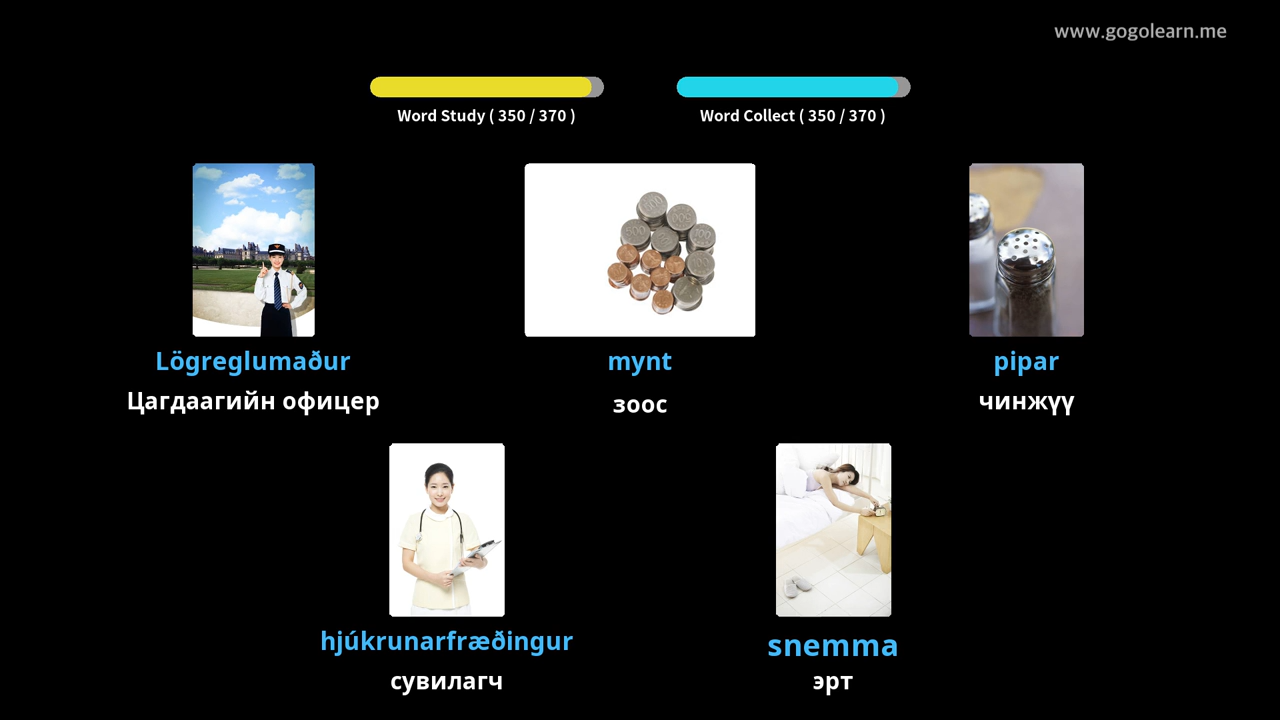 www.gogolearn.me
Word Study ( 350 / 370 )
Word Collect ( 350 / 370 )
Lögreglumaður
Цагдаагийн офицер
mynt
зоос
pipar
чинжүү
hjúkrunarfræðingur
сувилагч
snemma
эрт